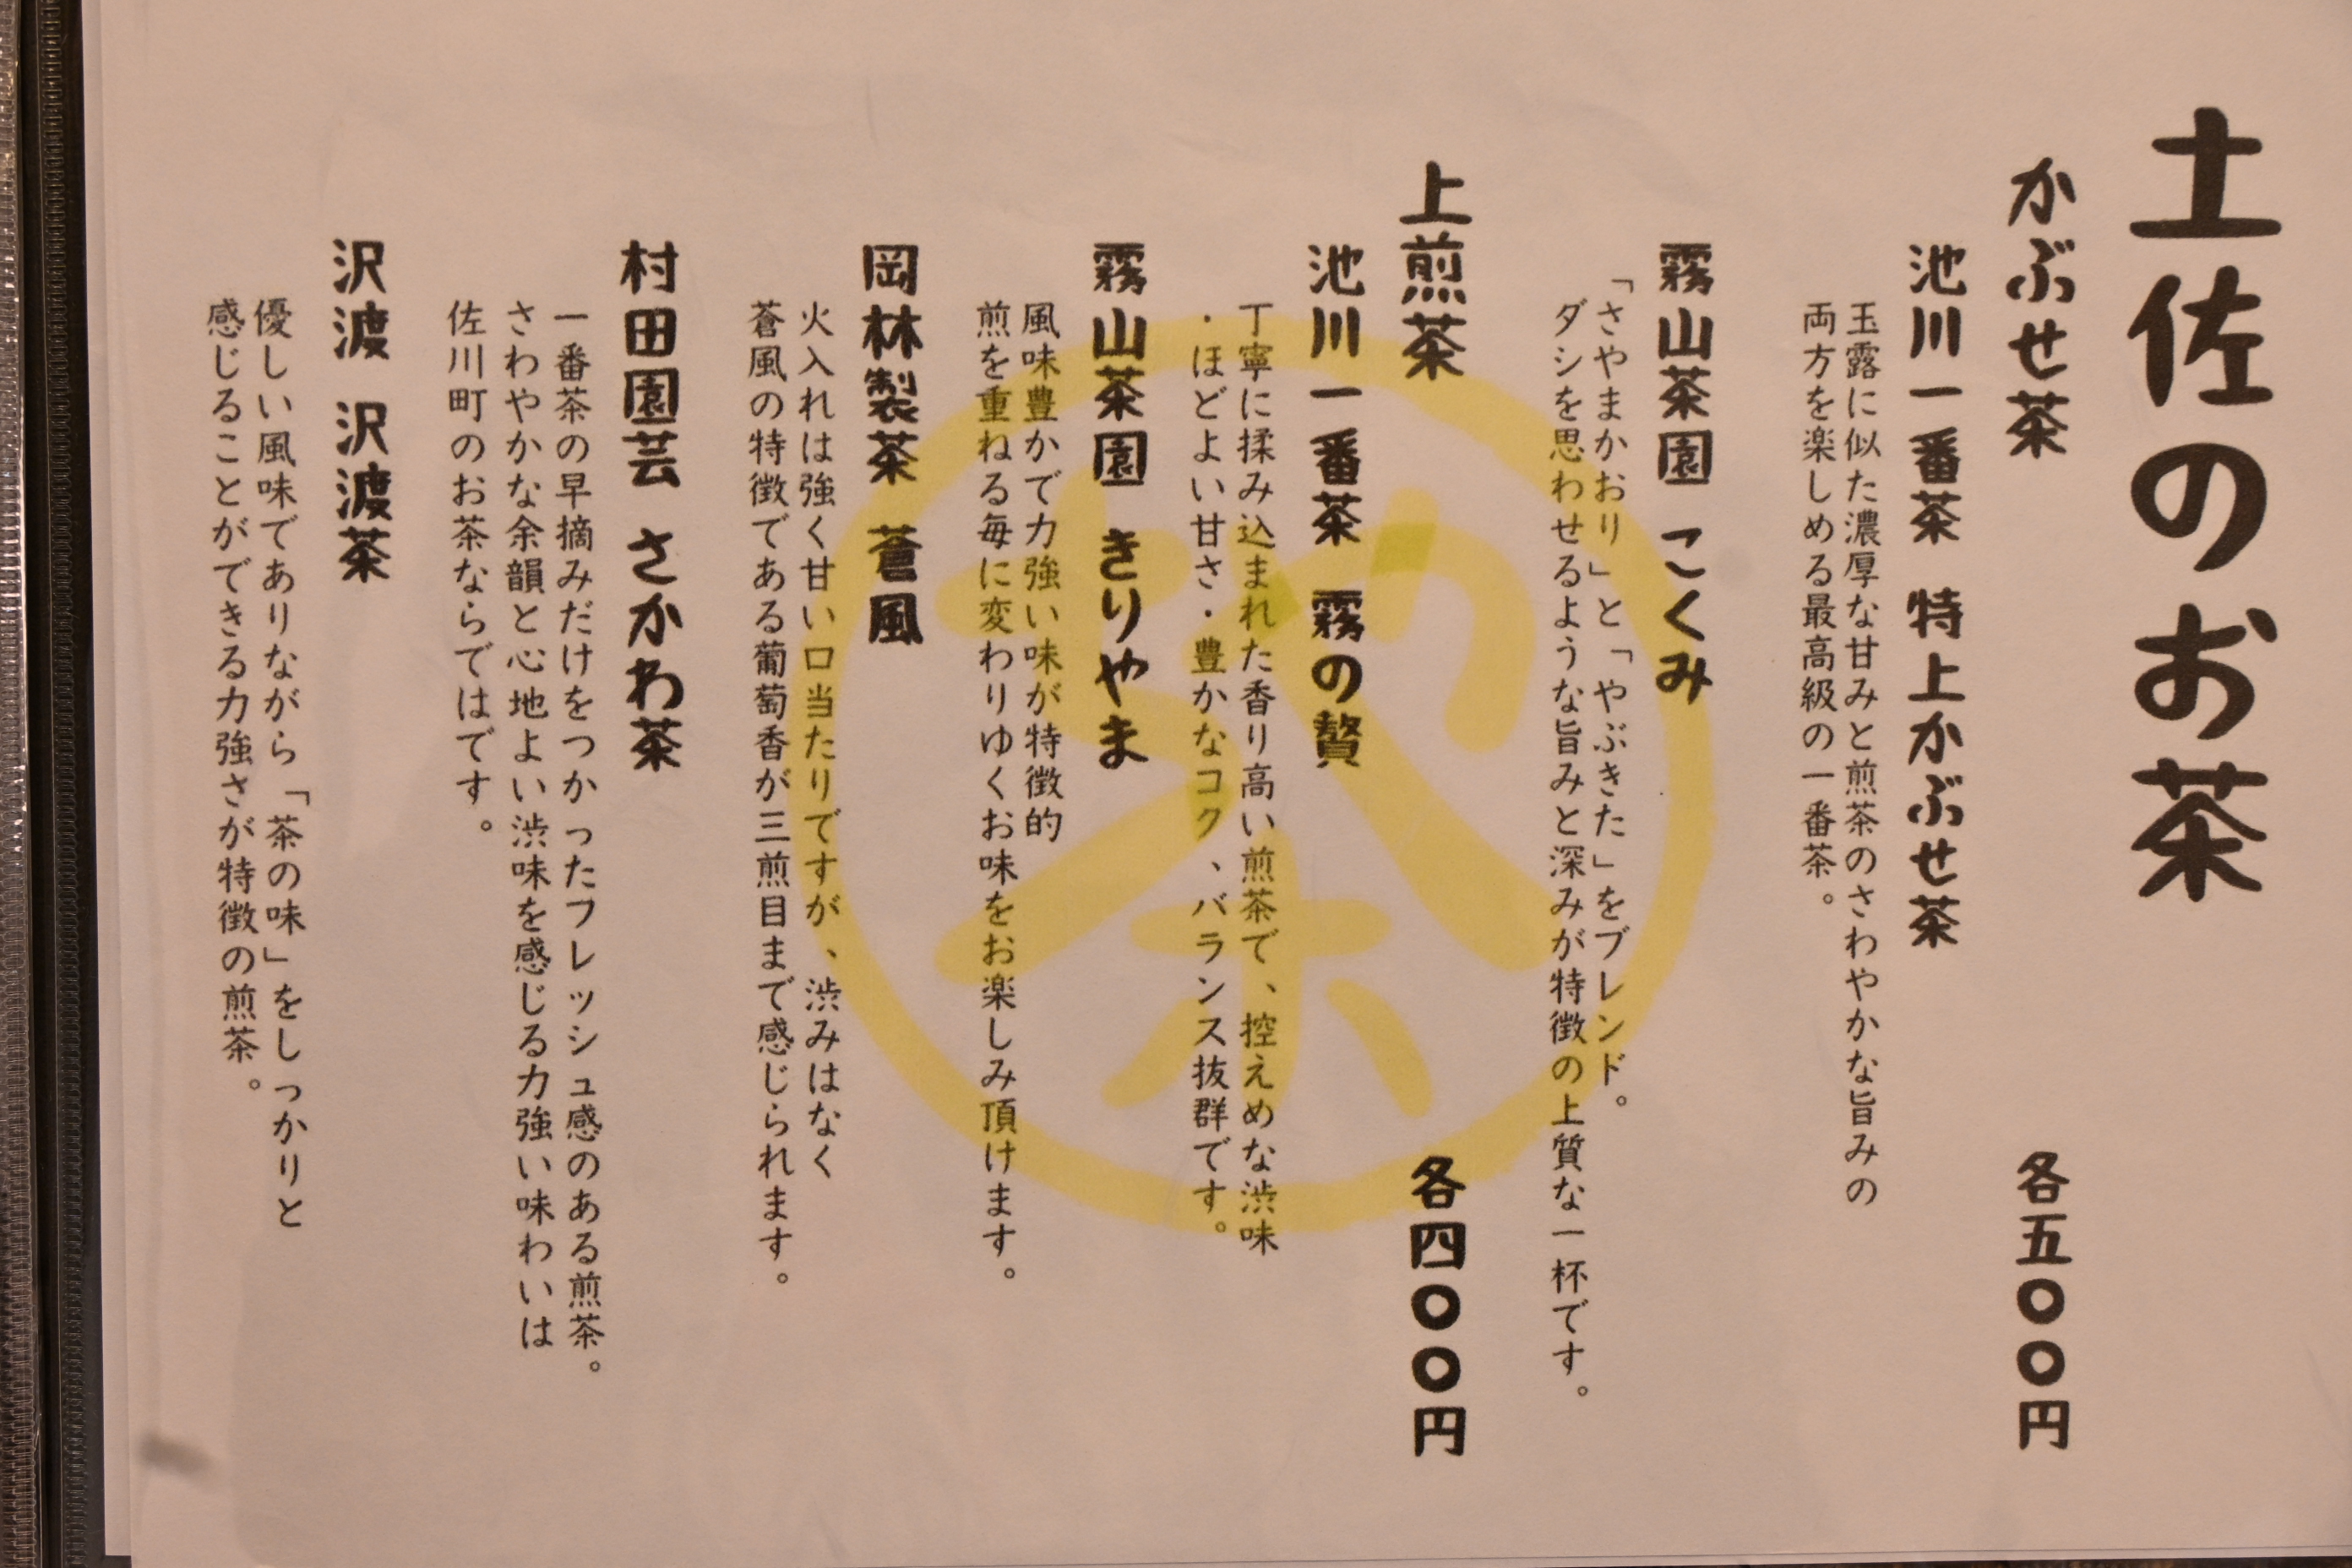 土佐のお茶
かぶせ茶 各五〇〇円
池川一番茶 特上かぶせ茶
玉露に似た濃厚な甘みと煎茶のさわやかな旨みの
両方を楽しめる最高級の一番茶。
霧山茶園 こくみ
「さやまかおり」と「やぶきた」をブレンド。
ダシを思わせるような旨みと深みが特徴の上質な一杯です。
上煎茶 各四〇〇円
池川一番茶 霧の贅
丁寧に揉み込まれた香り高い煎茶で、控えめな渋味
・ほどよい甘さ・豊かなコク、バランス抜群です。
霧山茶園 きりやま
風味豊かで力強い味が特徴的
煎を重ねる毎に変わりゆくお味をお楽しみ頂けます。
岡林製茶 蒼風
火入れは強く甘い口当たりですが、渋みはなく
蒼風の特徴である葡萄香が三煎目まで感じられます。
村田園芸 さかわ茶
一番茶の早摘みだけをつかったフレッシュ感のある煎茶。
さわやかな余韻と心地よい渋味を感じる力強い味わいは
佐川町のお茶ならではです。
沢渡 沢渡茶
優しい風味でありながら「茶の味」をしっかりと
感じることができる力強さが特徴の煎茶。
茶